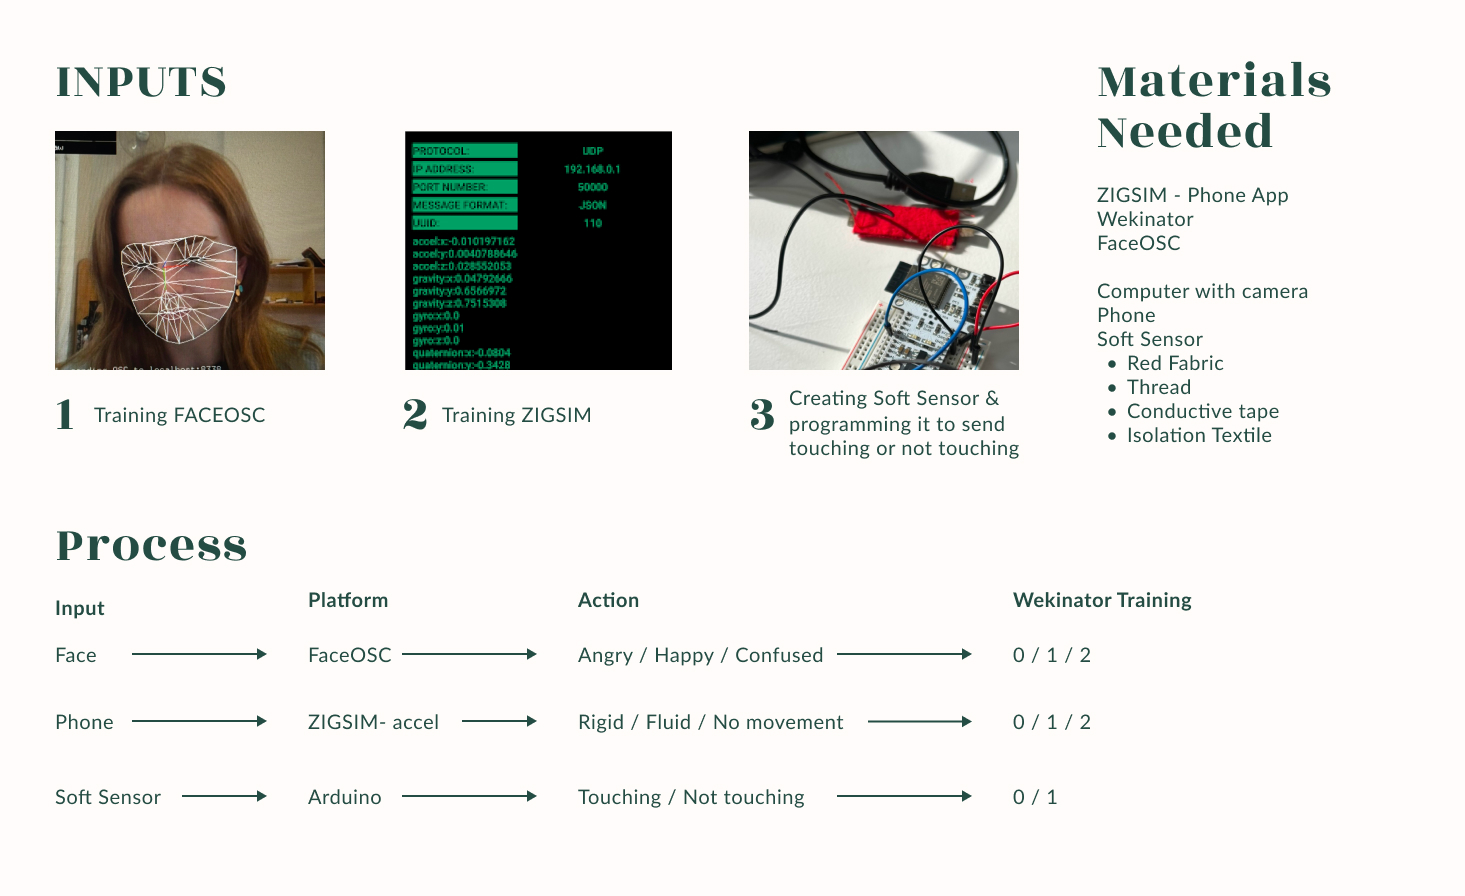 INPUTS
PROTOCOL: UDP
IP ADDRESS: 192.168.0.1
PORT NUMBER: 50000
MESSAGE FORMAT: JSON
UUID: 110
accel:x:-0.010197162
accel:y:0.0040788646
accel:z:0.028552053
gravity:x:0.04792666
gravity:y:0.6566972
gravity:z:0.7515308
gyro:x:0.0
gyro:y:0.01
gyro:z:0.0
quaternion:x:-0.0804
quaternion:y:-0.3428
OSC to localhost:8338
1 Training FACEOSC
2 Training ZIGSIM
3 Creating Soft Sensor &
programming it to send
touching or not touching
Materials
Needed
ZIGSIM - Phone App
Wekinator
FaceOSC
Computer with camera
Phone
Soft Sensor
• Red Fabric
• Thread
• Conductive tape
• Isolation Textile
Process
Input Platform Action Wekinator Training
Face FaceOSC Angry / Happy / Confused 0 / 1 / 2
Phone ZIGSIM- accel Rigid / Fluid / No movement 0 / 1 / 2
Soft Sensor Arduino Touching / Not touching 0 / 1